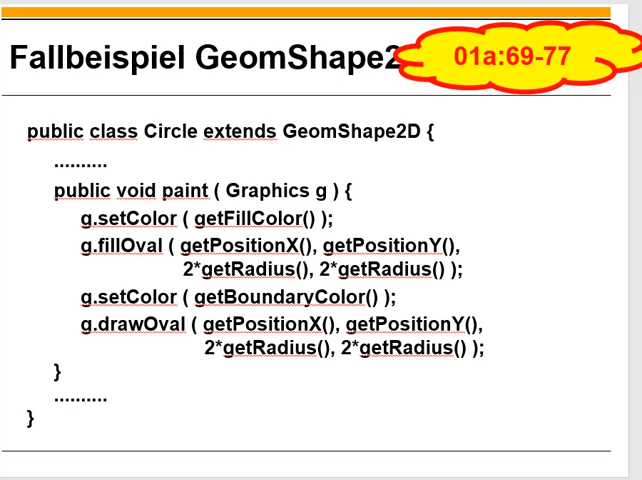 Fallbeispiel GeomShape2
01a:69-77
public class Circle extends GeomShape2D {
..........
public void paint ( Graphics g ) {
g.setColor ( getFillColor() );
g.fillOval ( getPositionX(), getPositionY(),
2*getRadius(), 2*getRadius() );
g.setColor ( getBoundaryColor() );
g.drawOval ( getPositionX(), getPositionY(),
2*getRadius(), 2*getRadius() );
}
..........
}